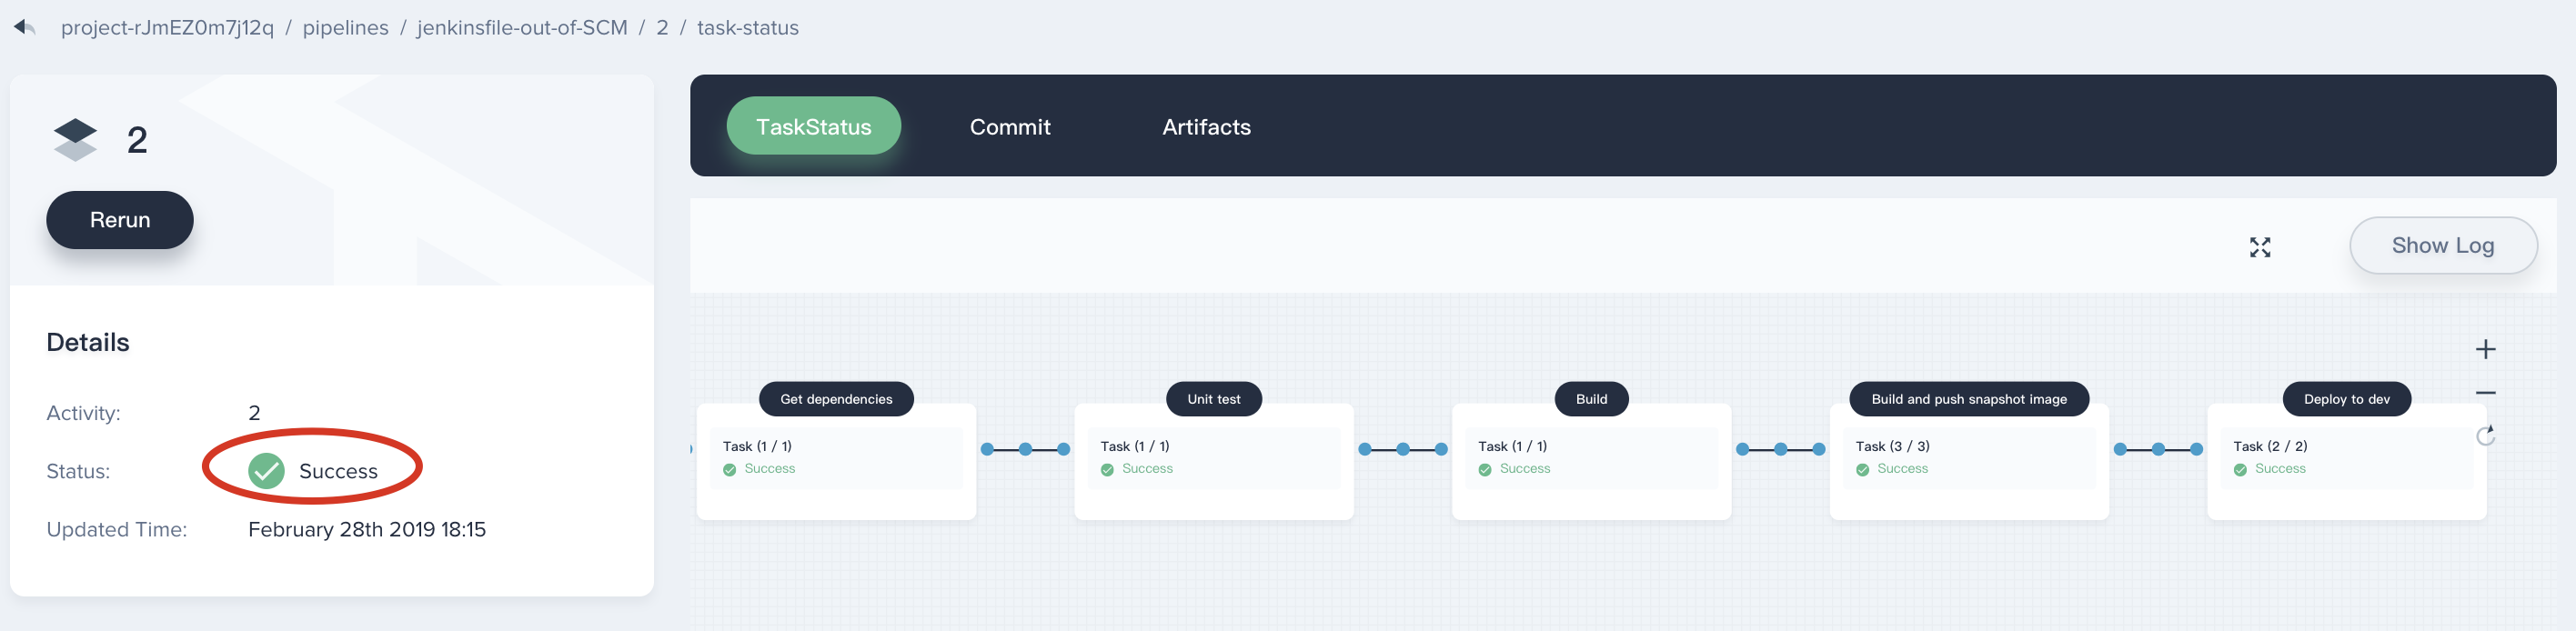 project-rJmEZ0m7j12q / pipelines / jenkinsfile-out-of-SCM / 2 / task-status
2
Rerun
Details
Activity: 2
Status: Success
Updated Time: February 28th 2019 18:15
TaskStatus Commit Artifacts
Show Log
Get dependencies
Task (1 / 1)
Success
Unit test
Task (1 / 1)
Success
Build
Task (1 / 1)
Success
Build and push snapshot image
Task (3 / 3)
Success
Deploy to dev
Task (2 / 2)
Success